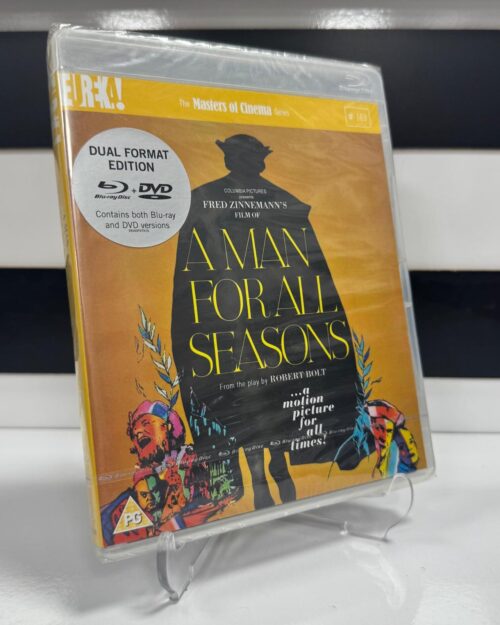 EUREKA!
The Masters of Cinema Series
# 163
DUAL FORMAT
EDITION
Blu-ray Disc + DVD
Contains both Blu-ray
and DVD versions
COLUMBIA PICTURES
presents
FRED ZINNEMANN'S
FILM OF
A MAN
FOR ALL
SEASONS
From the play by ROBERT BOLT
...a
motion
picture
for
all
times!
PG